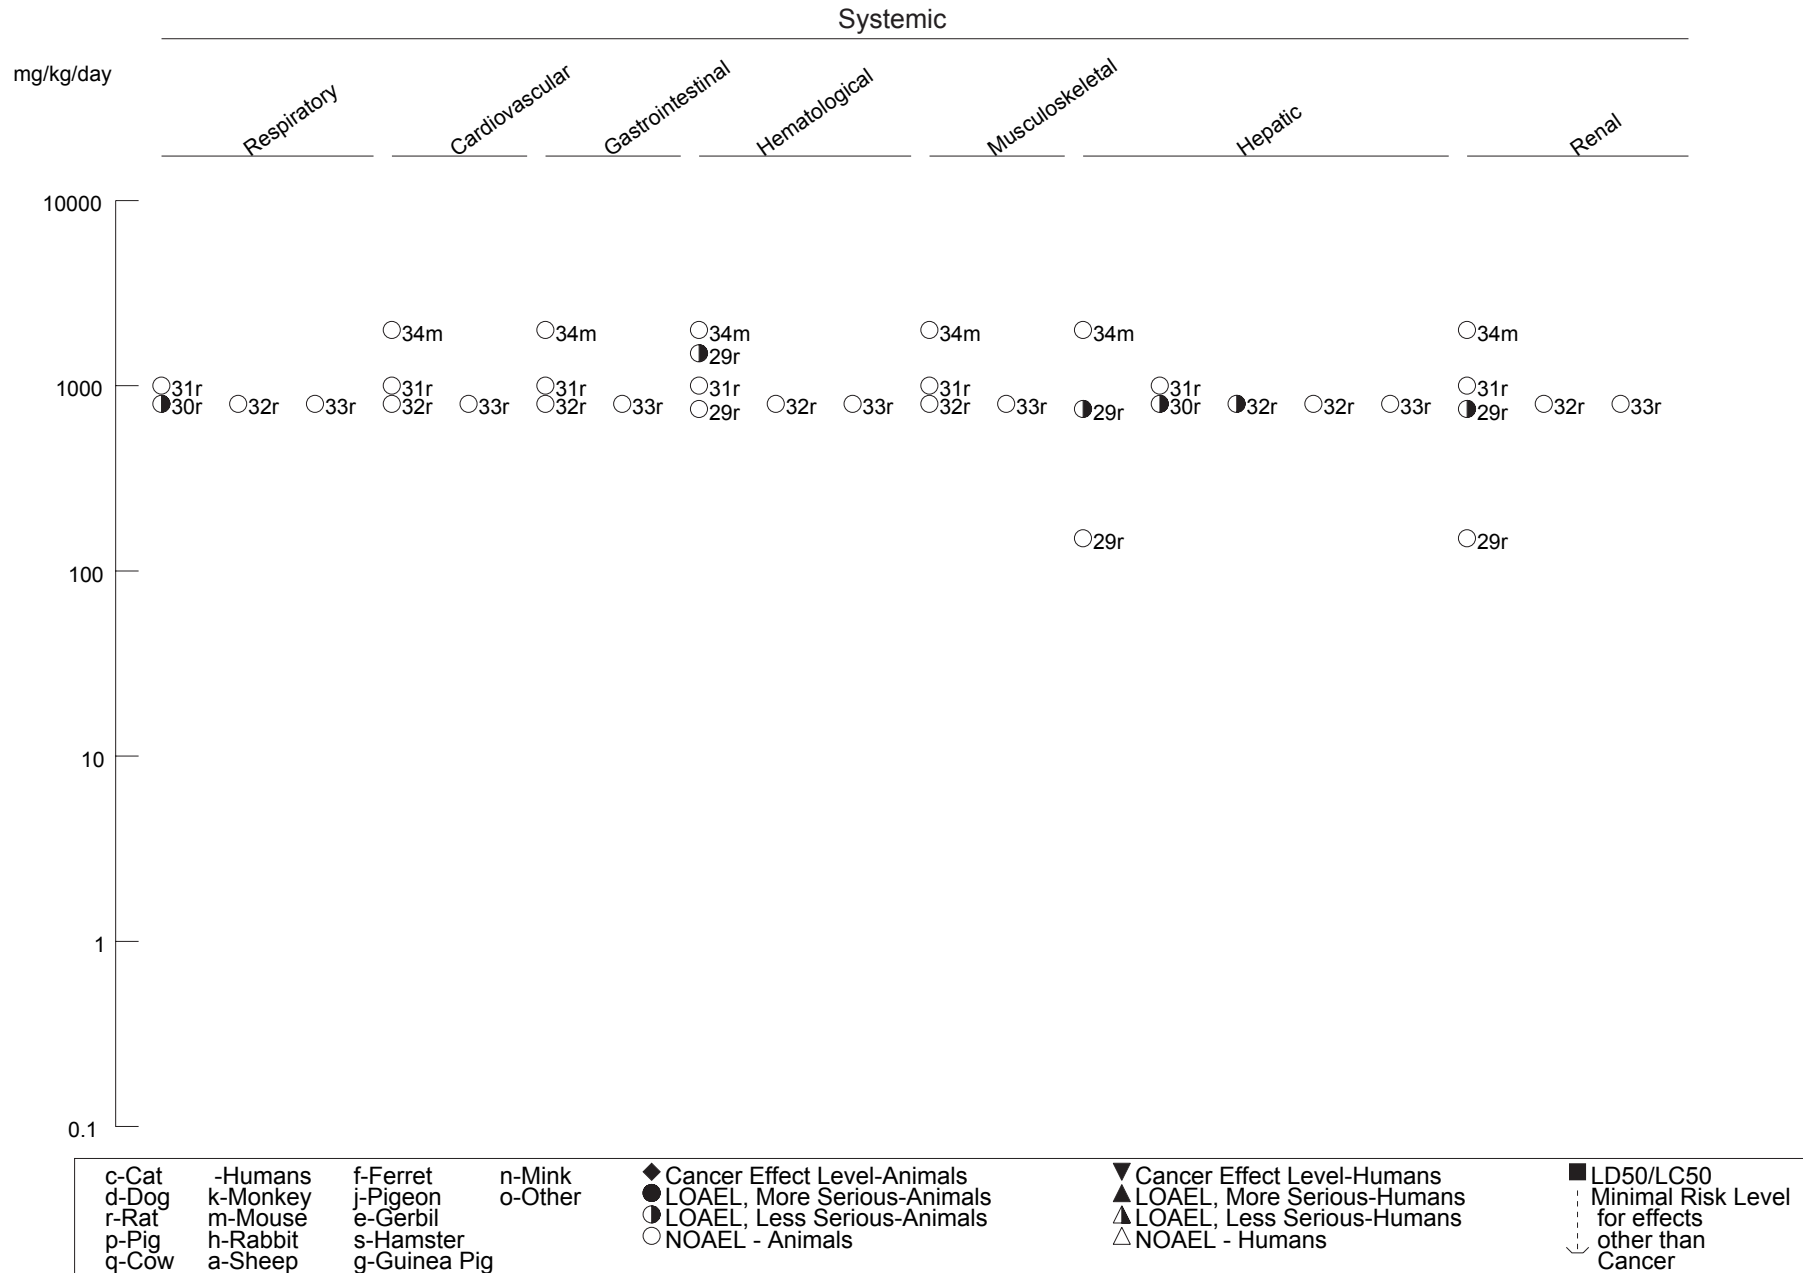 Systemic
mg/kg/day
Respiratory Cardiovascular Gastrointestinal Hematological Musculoskeletal Hepatic Renal
10000
34m 34m 34m 34m 34m 34m
29r
1000
31r 31r 31r 31r 31r 31r 31r
30r 32r 33r 32r 33r 32r 33r 29r 32r 33r 32r 33r 29r 30r 32r 32r 33r 29r 32r 33r
29r 29r
100
10
1
0.1
c-Cat -Humans f-Ferret n-Mink Cancer Effect Level-Animals Cancer Effect Level-Humans LD50/LC50
d-Dog k-Monkey j-Pigeon o-Other LOAEL, More Serious-Animals LOAEL, More Serious-Humans Minimal Risk Level
r-Rat m-Mouse e-Gerbil LOAEL, Less Serious-Animals LOAEL, Less Serious-Humans for effects
p-Pig h-Rabbit s-Hamster NOAEL - Animals NOAEL - Humans other than
q-Cow a-Sheep g-Guinea Pig Cancer